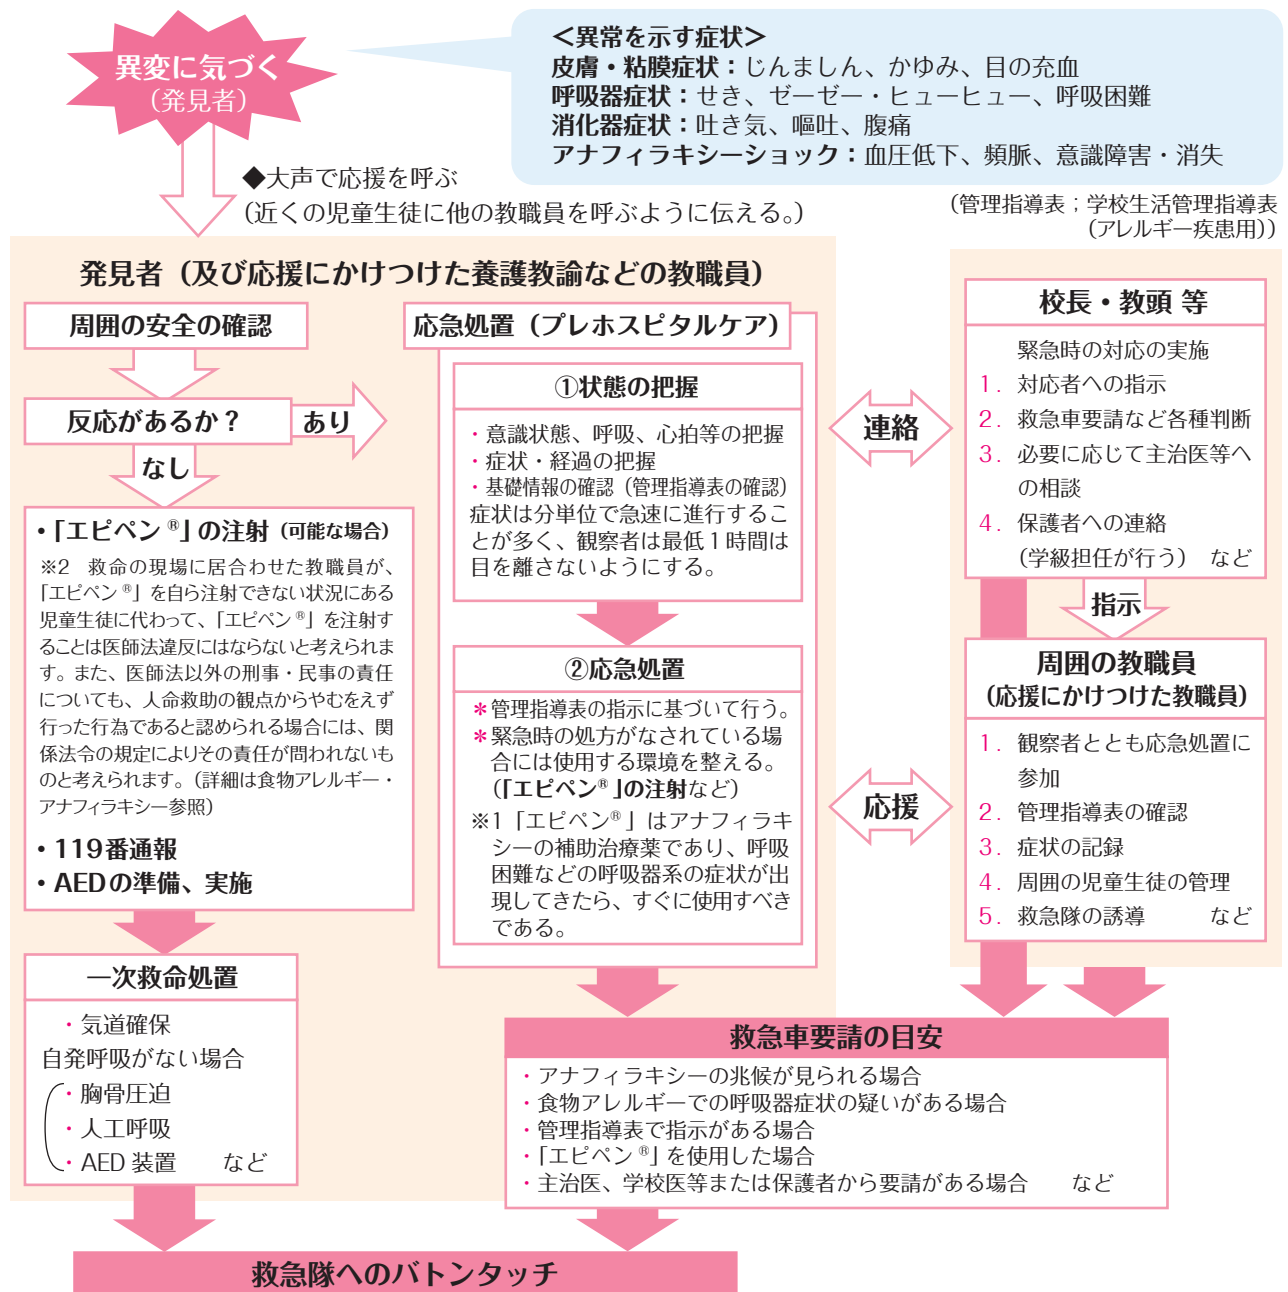 異変に気づく
（発見者）
＜異常を示す症状＞
皮膚・粘膜症状：じんましん、かゆみ、目の充血
呼吸器症状：せき、ゼーゼー・ヒューヒュー、呼吸困難
消化器症状：吐き気、嘔吐、腹痛
アナフィラキシーショック：血圧低下、頻脈、意識障害・消失
◆大声で応援を呼ぶ
（近くの児童生徒に他の教職員を呼ぶように伝える。）
（管理指導表；学校生活管理指導表
（アレルギー疾患用））
発見者（及び応援にかけつけた養護教諭などの教職員）
周囲の安全の確認
反応があるか？
あり
なし
・「エピペン®」の注射（可能な場合）
※2　救命の現場に居合わせた教職員が、
「エピペン®」を自ら注射できない状況にある
児童生徒に代わって、「エピペン®」を注射す
ることは医師法違反にはならないと考えられま
す。また、医師法以外の刑事・民事の責任
についても、人命救助の観点からやむをえず
行った行為であると認められる場合には、関
係法令の規定によりその責任が問われないも
のと考えられます。（詳細は食物アレルギー・
アナフィラキシー参照）
・119番通報
・AEDの準備、実施
一次救命処置
・気道確保
自発呼吸がない場合
・胸骨圧迫
・人工呼吸
・AED 装置　　など
応急処置（プレホスピタルケア）
①状態の把握
・意識状態、呼吸、心拍等の把握
・症状・経過の把握
・基礎情報の確認（管理指導表の確認）
症状は分単位で急速に進行するこ
とが多く、観察者は最低１時間は
目を離さないようにする。
②応急処置
＊管理指導表の指示に基づいて行う。
＊緊急時の処方がなされている場
合には使用する環境を整える。
（「エピペン®」の注射など）
※1「エピペン®」はアナフィラキ
シーの補助治療薬であり、呼吸
困難などの呼吸器系の症状が出
現してきたら、すぐに使用すべき
である。
連絡
応援
校長・教頭 等
緊急時の対応の実施
1. 対応者への指示
2. 救急車要請など各種判断
3. 必要に応じて主治医等へ
の相談
4. 保護者への連絡
（学級担任が行う）　など
指示
周囲の教職員
（応援にかけつけた教職員）
1. 観察者ととも応急処置に
参加
2. 管理指導表の確認
3. 症状の記録
4. 周囲の児童生徒の管理
5. 救急隊の誘導　　など
救急車要請の目安
・アナフィラキシーの兆候が見られる場合
・食物アレルギーでの呼吸器症状の疑いがある場合
・管理指導表で指示がある場合
・「エピペン®」を使用した場合
・主治医、学校医等または保護者から要請がある場合　　など
救急隊へのバトンタッチ